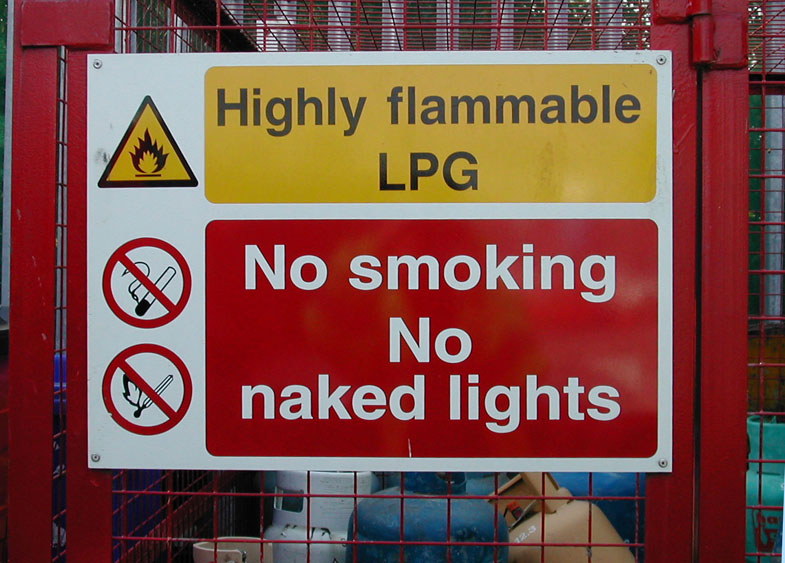 Highly flammable
LPG
No smoking
No
naked lights